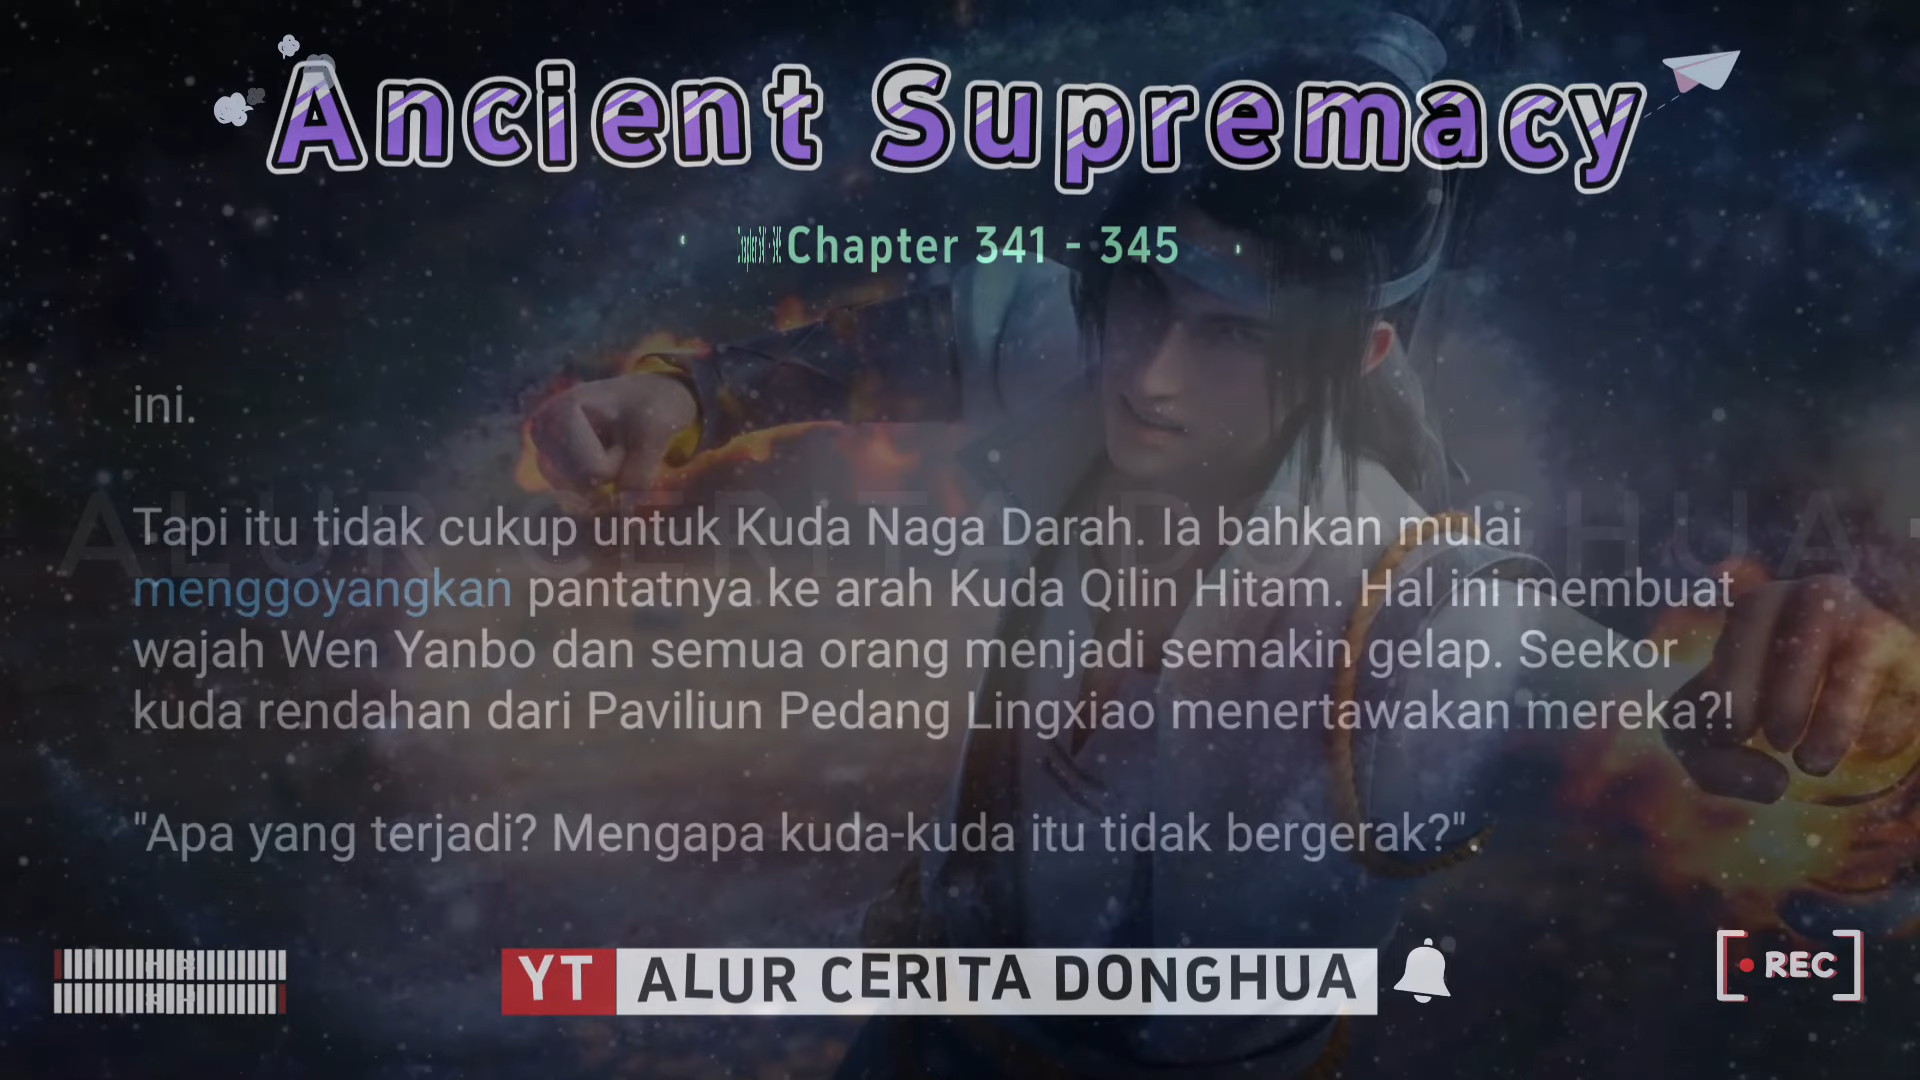 Ancient Supremacy
Chapter 341 - 345
ini.
ALUR CERITA DONGHUA
Tapi itu tidak cukup untuk Kuda Naga Darah. Ia bahkan mulai
menggoyangkan pantatnya ke arah Kuda Qilin Hitam. Hal ini membuat
wajah Wen Yanbo dan semua orang menjadi semakin gelap. Seekor
kuda rendahan dari Paviliun Pedang Lingxiao menertawakan mereka?!
"Apa yang terjadi? Mengapa kuda-kuda itu tidak bergerak?"
YT ALUR CERITA DONGHUA
REC